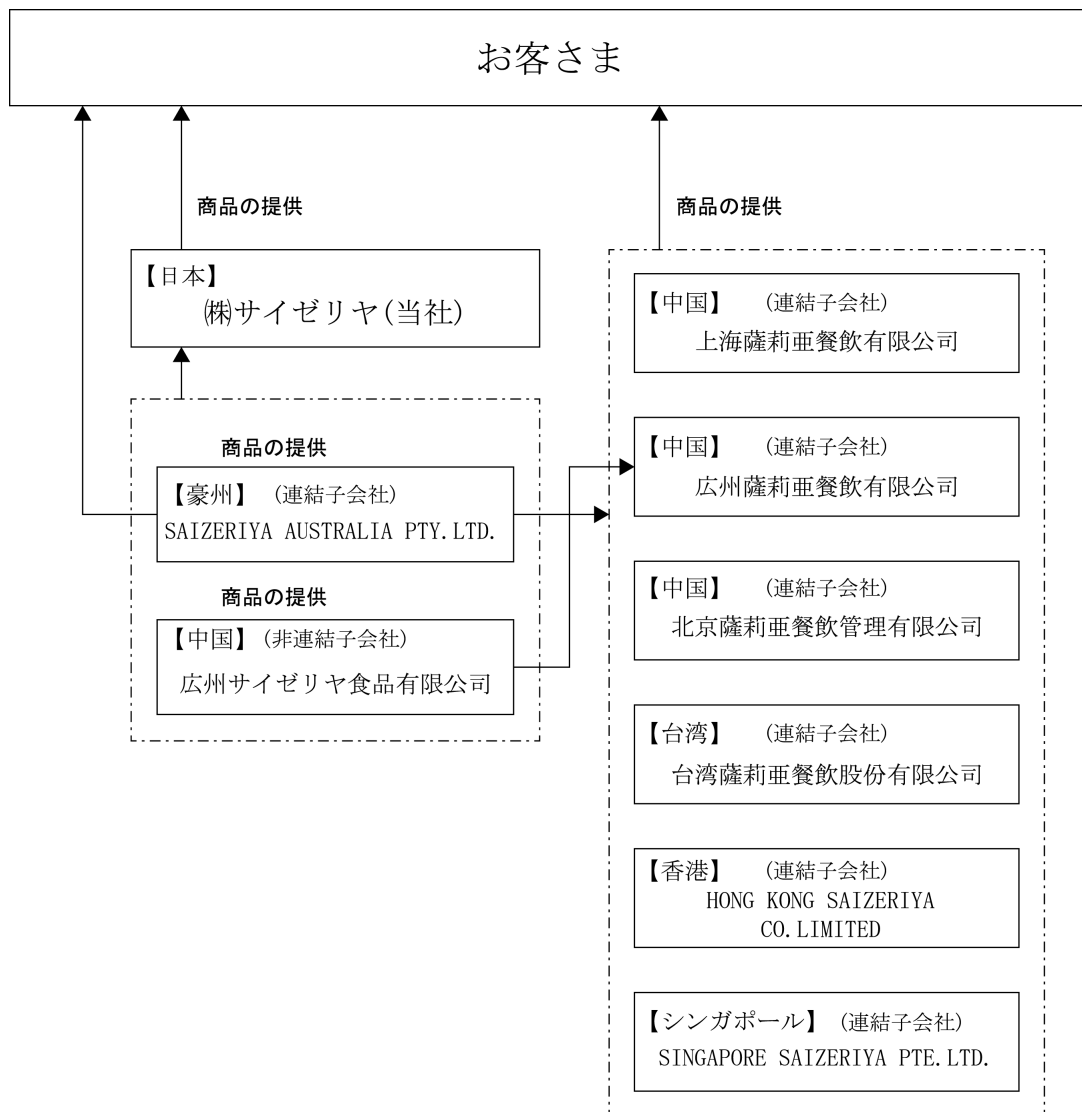 お客さま
商品の提供
商品の提供
【日本】
㈱サイゼリヤ(当社)
商品の提供
【豪州】 (連結子会社)
SAIZERIYA AUSTRALIA PTY.LTD.
商品の提供
【中国】 (非連結子会社)
広州サイゼリヤ食品有限公司
【中国】 (連結子会社)
上海薩莉亜餐飲有限公司
【中国】 (連結子会社)
広州薩莉亜餐飲有限公司
【中国】 (連結子会社)
北京薩莉亜餐飲管理有限公司
【台湾】 (連結子会社)
台湾薩莉亜餐飲股份有限公司
【香港】 (連結子会社)
HONG KONG SAIZERIYA
CO.LIMITED
【シンガポール】 (連結子会社)
SINGAPORE SAIZERIYA PTE.LTD.